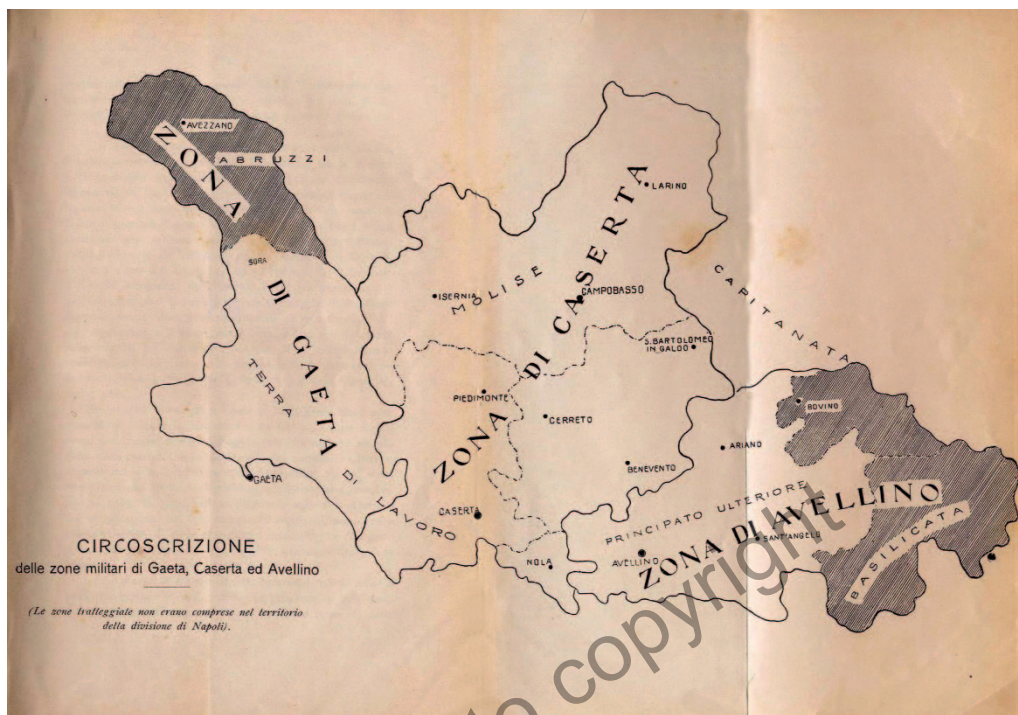 AVEZZANO
ABRUZZI
ZONA DI GAETA
LARINO
SORA
ISERNIA
MOLISE
CAMPOBASSO
ZONA DI CASERTA
CAPITANATA
S. BARTOLOMEO
IN GALDO
TERRA DI LAVORO
PIEDIMONTE
CERRETO
BOVINO
ARIANO
BENEVENTO
GAETA
CASERTA
PRINCIPATO ULTERIORE
ZONA DI AVELLINO
SANT'ANGELO
BASILICATA
NOLA
AVELLINO
CIRCOSCRIZIONE
delle zone militari di Gaeta, Caserta ed Avellino
(Le zone tratteggiate non erano comprese nel territorio
della divisione di Napoli).
to copyright